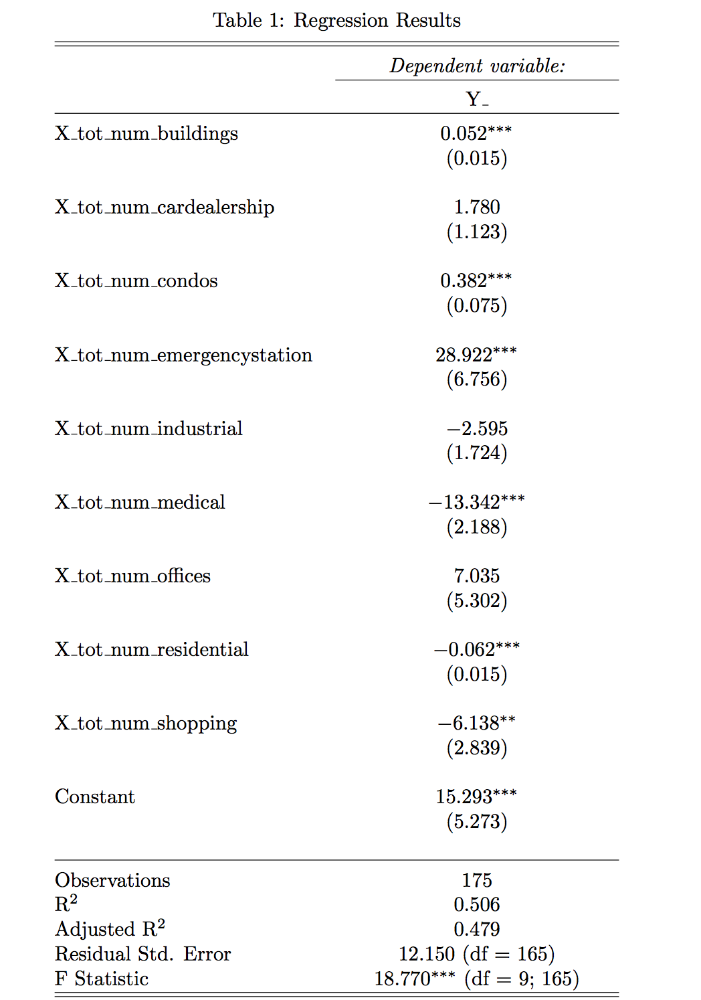 Table 1: Regression Results
Dependent variable:
Y_
X_tot_num_buildings 0.052***
(0.015)
X_tot_num_cardealership 1.780
(1.123)
X_tot_num_condos 0.382***
(0.075)
X_tot_num_emergencystation 28.922***
(6.756)
X_tot_num_industrial −2.595
(1.724)
X_tot_num_medical −13.342***
(2.188)
X_tot_num_offices 7.035
(5.302)
X_tot_num_residential −0.062***
(0.015)
X_tot_num_shopping −6.138**
(2.839)
Constant 15.293***
(5.273)
Observations 175
R² 0.506
Adjusted R² 0.479
Residual Std. Error 12.150 (df = 165)
F Statistic 18.770*** (df = 9; 165)